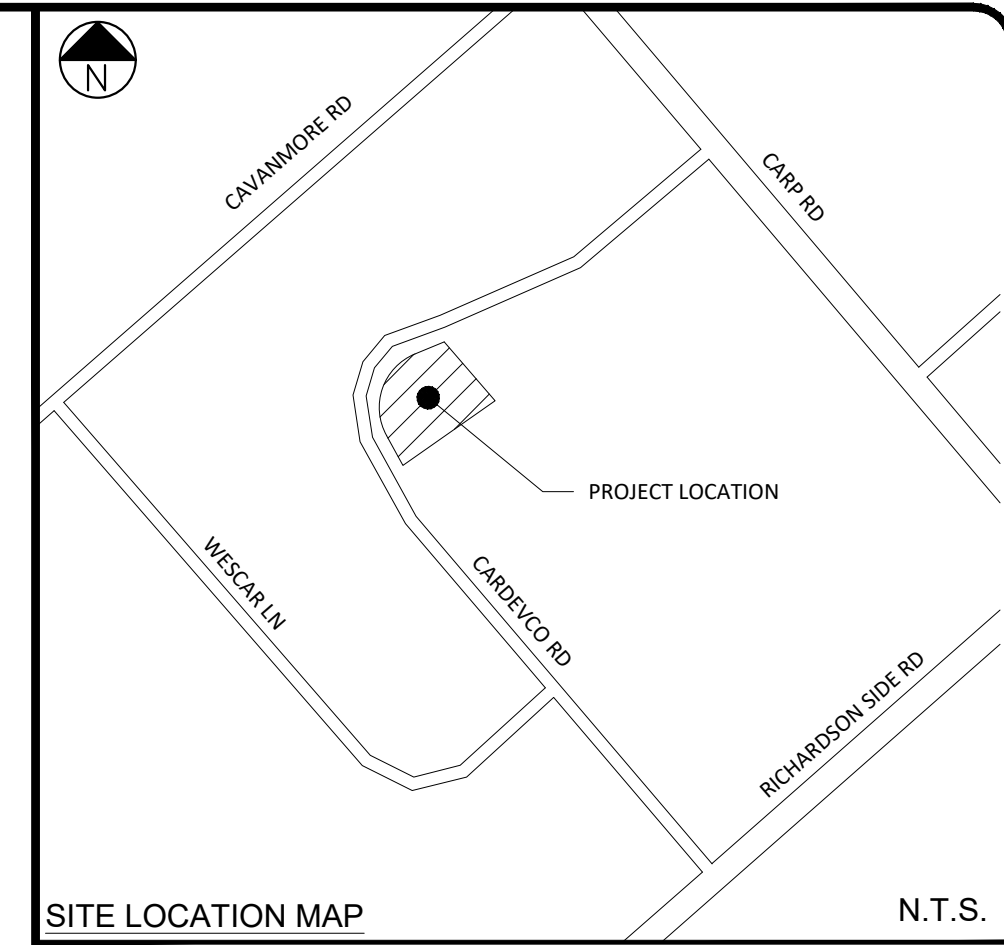 N
CAVANMORE RD
CARP RD
PROJECT LOCATION
WESCAR LN
CARDEVCO RD
RICHARDSON SIDE RD
SITE LOCATION MAP
N.T.S.